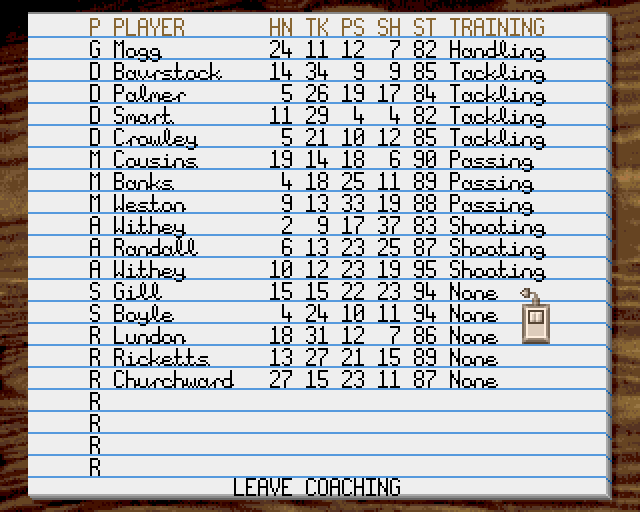 P PLAYER HN TK PS SH ST TRAINING
G Mogg 24 11 12 7 82 Handling
D Baverstock 14 34 9 9 85 Tackling
D Palmer 5 26 19 17 84 Tackling
D Smart 11 29 4 4 82 Tackling
D Crowley 5 21 10 12 85 Tackling
M Cousins 19 14 18 6 90 Passing
M Banks 4 18 25 11 89 Passing
M Weston 9 13 33 19 88 Passing
A Withey 2 9 17 37 83 Shooting
A Randall 6 13 23 25 87 Shooting
A Withey 10 12 23 19 95 Shooting
S Gill 15 15 22 23 94 None
S Boyle 4 24 10 11 94 None
R Lundon 18 31 12 7 86 None
R Ricketts 13 27 21 15 89 None
R Churchward 27 15 23 11 87 None
R
R
R
R
LEAVE COACHING